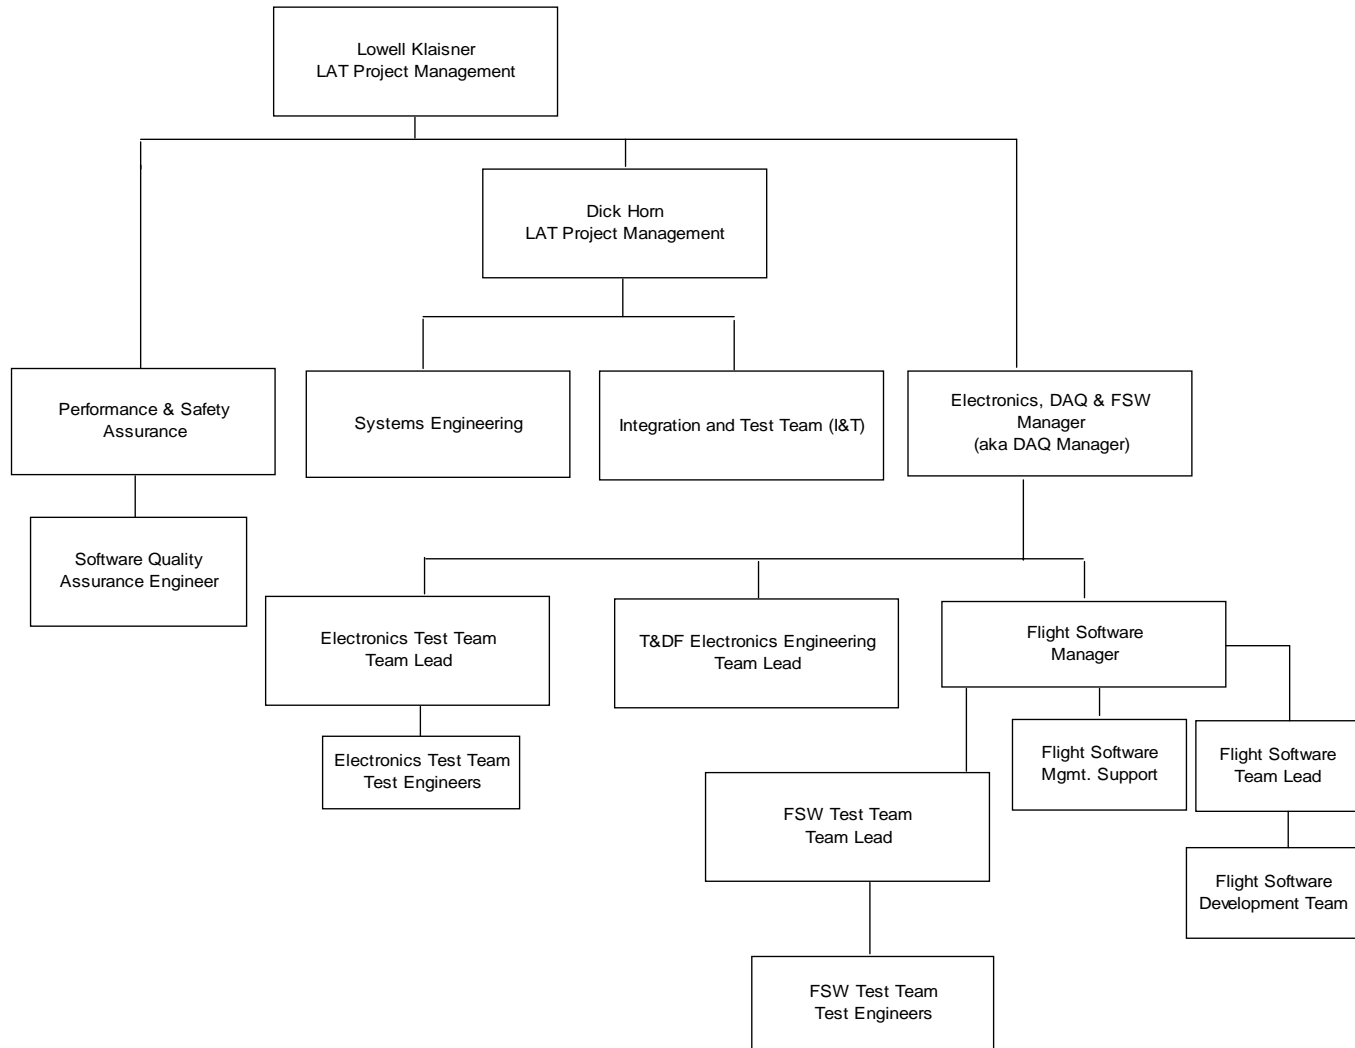 Lowell Klaisner
LAT Project Management
Dick Horn
LAT Project Management
Performance & Safety
Assurance
Systems Engineering
Integration and Test Team (I&T)
Electronics, DAQ & FSW
Manager
(aka DAQ Manager)
Software Quality
Assurance Engineer
Electronics Test Team
Team Lead
T&DF Electronics Engineering
Team Lead
Flight Software
Manager
Electronics Test Team
Test Engineers
Flight Software
Mgmt. Support
Flight Software
Team Lead
FSW Test Team
Team Lead
Flight Software
Development Team
FSW Test Team
Test Engineers